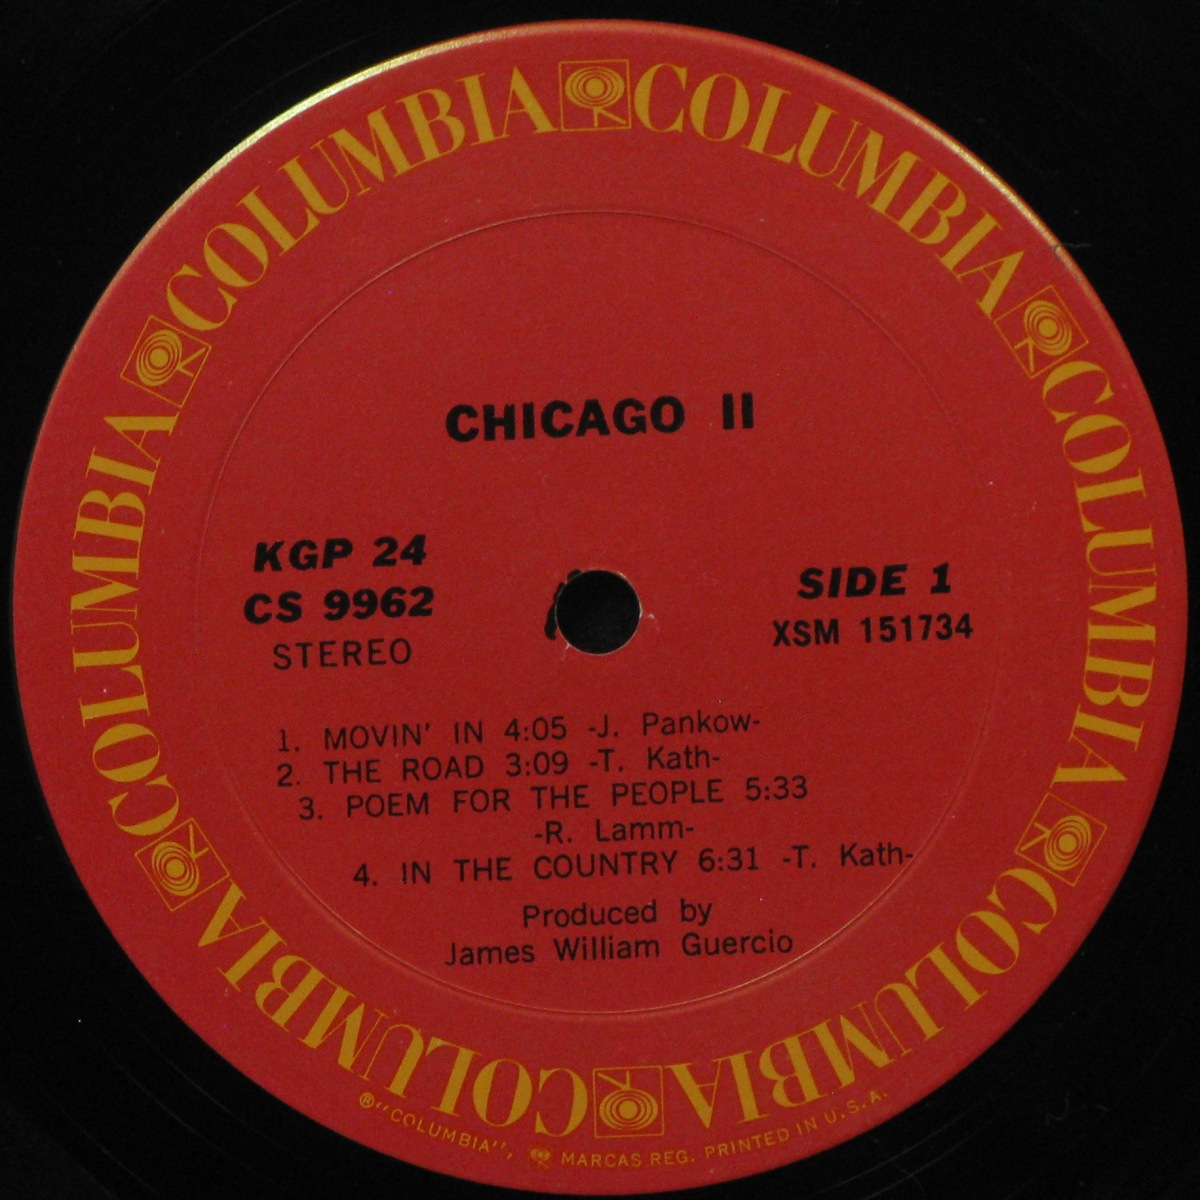 COLUMBIA COLUMBIA COLUMBIA COLUMBIA COLUMBIA COLUMBIA
CHICAGO II
KGP 24
CS 9962
STEREO
SIDE 1
XSM 151734
1. MOVIN' IN 4:05 -J. Pankow-
2. THE ROAD 3:09 -T. Kath-
3. POEM FOR THE PEOPLE 5:33
-R. Lamm-
4. IN THE COUNTRY 6:31 -T. Kath-
Produced by
James William Guercio
®"COLUMBIA", MARCAS REG. PRINTED IN U.S.A.